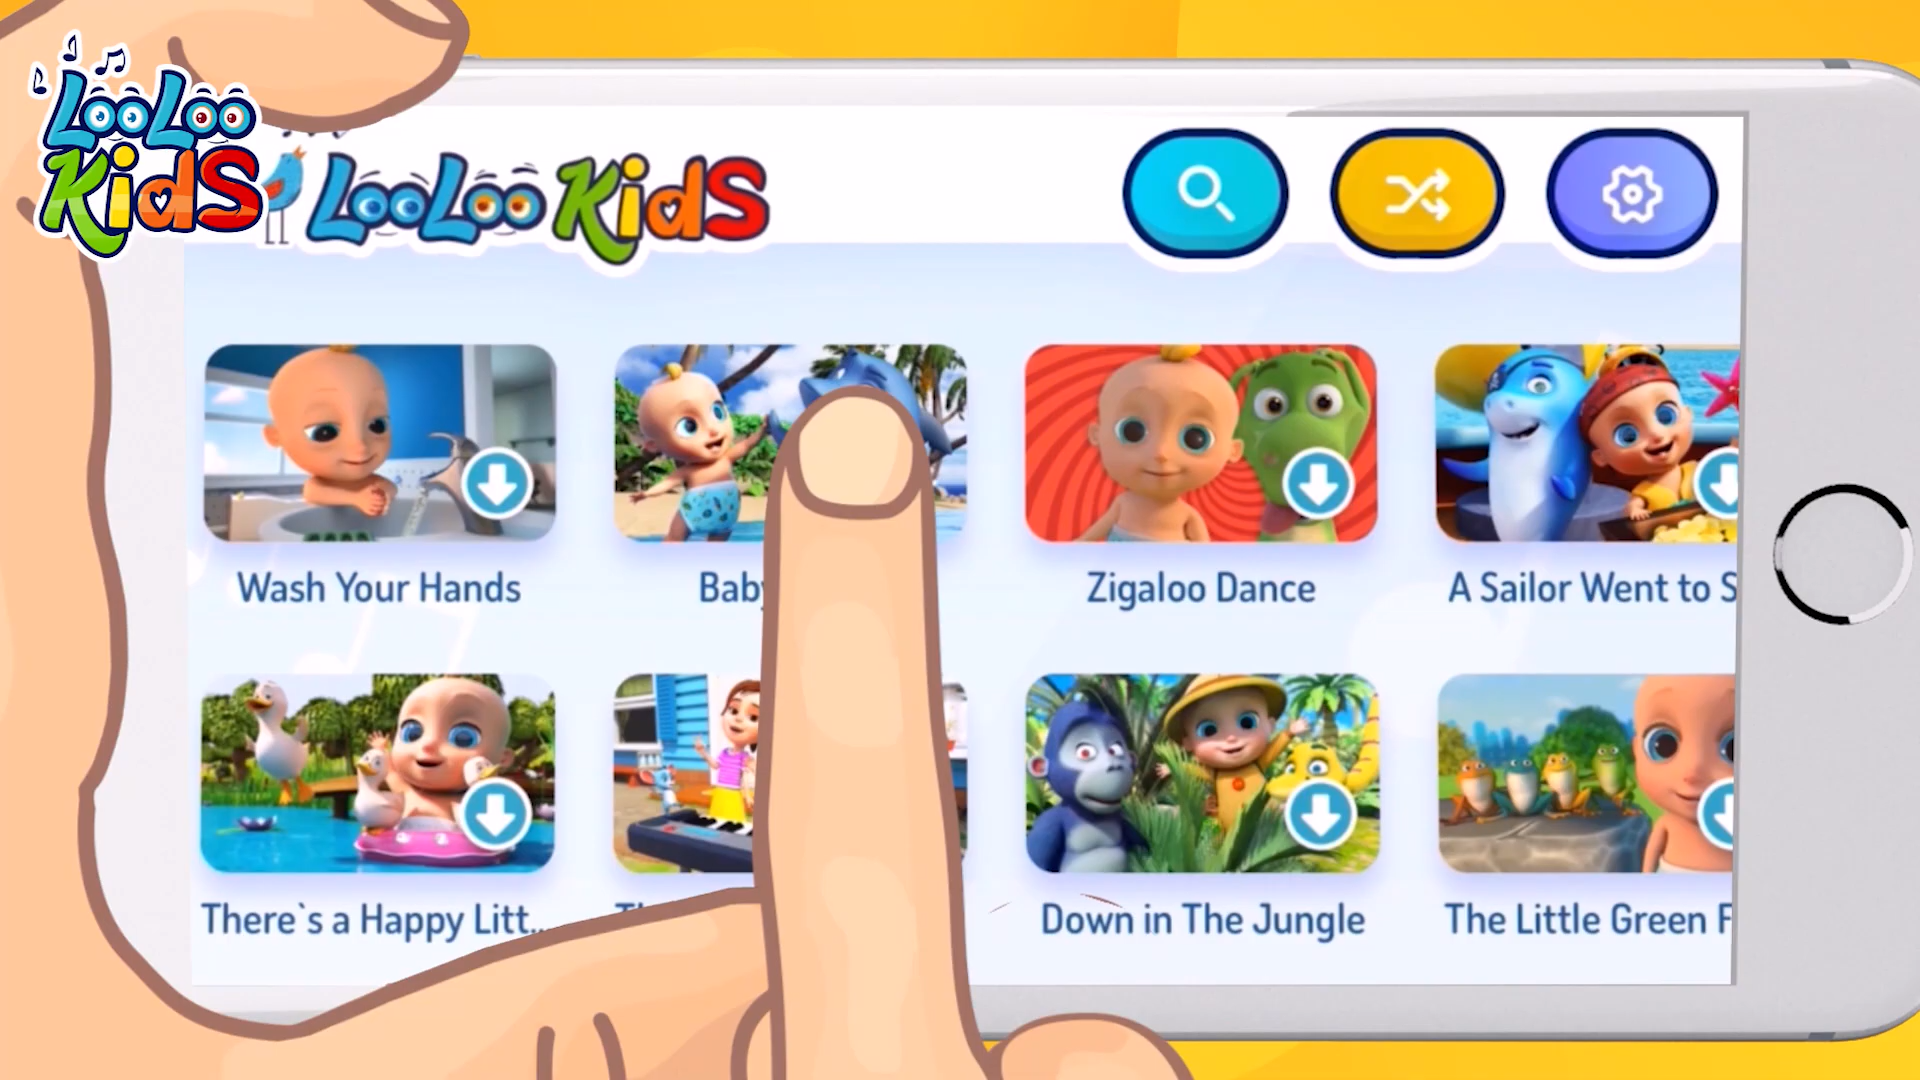 LooLoo
Kids
LooLoo Kids
Wash Your Hands
Zigaloo Dance
A Sailor Went to
There`s a Happy Litt...
Down in The Jungle
The Little Green